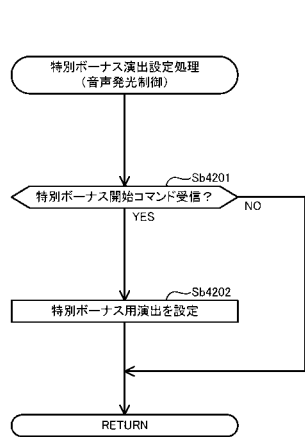 特別ボーナス演出設定処理
（音声発光制御）
Sb4201
特別ボーナス開始コマンド受信？
NO
YES
Sb4202
特別ボーナス用演出を設定
RETURN